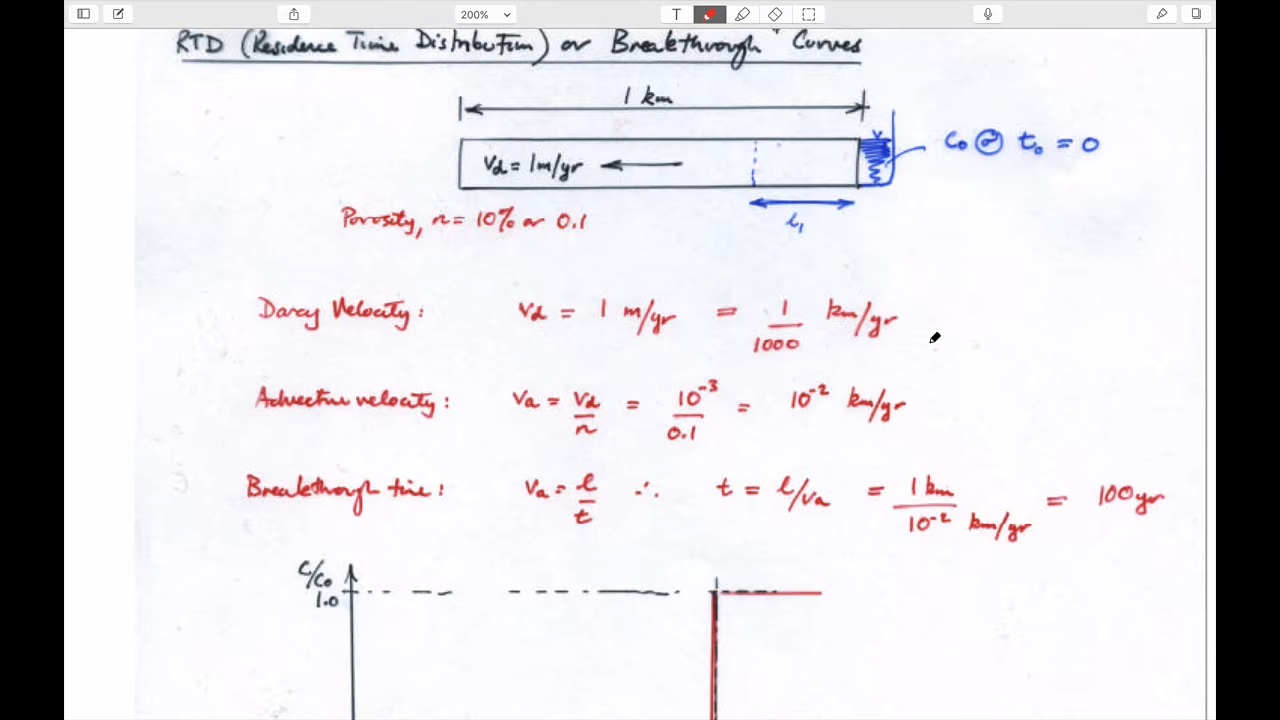 200%
T
RTD (Residence Time Distribution) or Breakthrough Curves
1 km
Vd = 1m/yr
C0 @ t0 = 0
l1
Porosity, n = 10% or 0.1
Darcy Velocity: Vd = 1 m/yr = 1/1000 km/yr
Advective velocity: Va = Vd/n = 10⁻³/0.1 = 10⁻² km/yr
Breakthrough time: Va = l/t ∴ t = l/Va = 1 km/10⁻² km/yr = 100 yr
C/C0
1.0